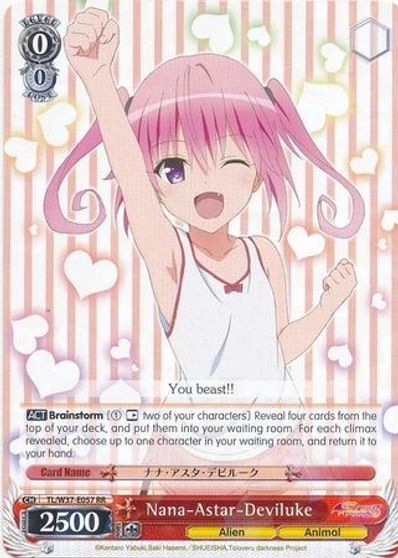 LEVEL
0
0
COST
You beast!!
ACT Brainstorm [① two of your characters] Reveal four cards from the
top of your deck, and put them into your waiting room. For each climax
revealed, choose up to one character in your waiting room, and return it to
your hand.
Card Name ナナ・アスタ・デビルーク
CH TL/W37-E057 RR
POWER 2500 SOUL Nana-Astar-Deviluke
Alien Animal
©Kentaro Yabuki,Saki Hasemi／SHUEISHA,Toloveru darkness Project